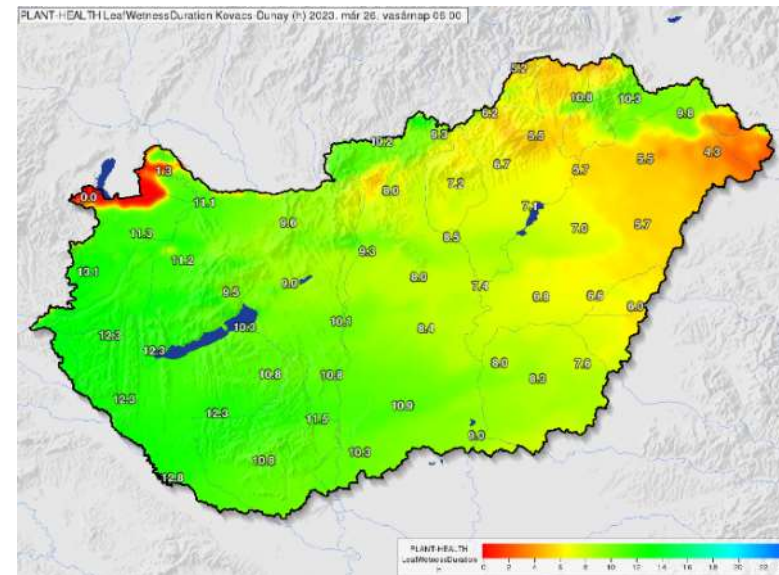 PLANT-HEALTH LeafWetnessDuration Kovacs-Dunay (h) 2023. már 26. vasárnap 06:00
5.2
10.8 10.3
6.2 9.8
10.2 9.3 5.5
4.3
1.3 6.7 5.7 5.5
0.0 8.0 7.2
11.1 7.1
9.6 7.0 5.7
11.3 8.5
9.3
11.2
13.1 8.0
9.0 7.4
9.5 6.8 6.6 6.0
10.3 10.1
12.3 8.4
12.3
8.0 7.6
10.8 10.8 8.3
12.3
12.3 10.9
11.5
9.0
10.8 10.3
12.8
PLANT-HEALTH
LeafWetnessDuration
h
0 2 4 6 8 10 12 14 16 18 20 22